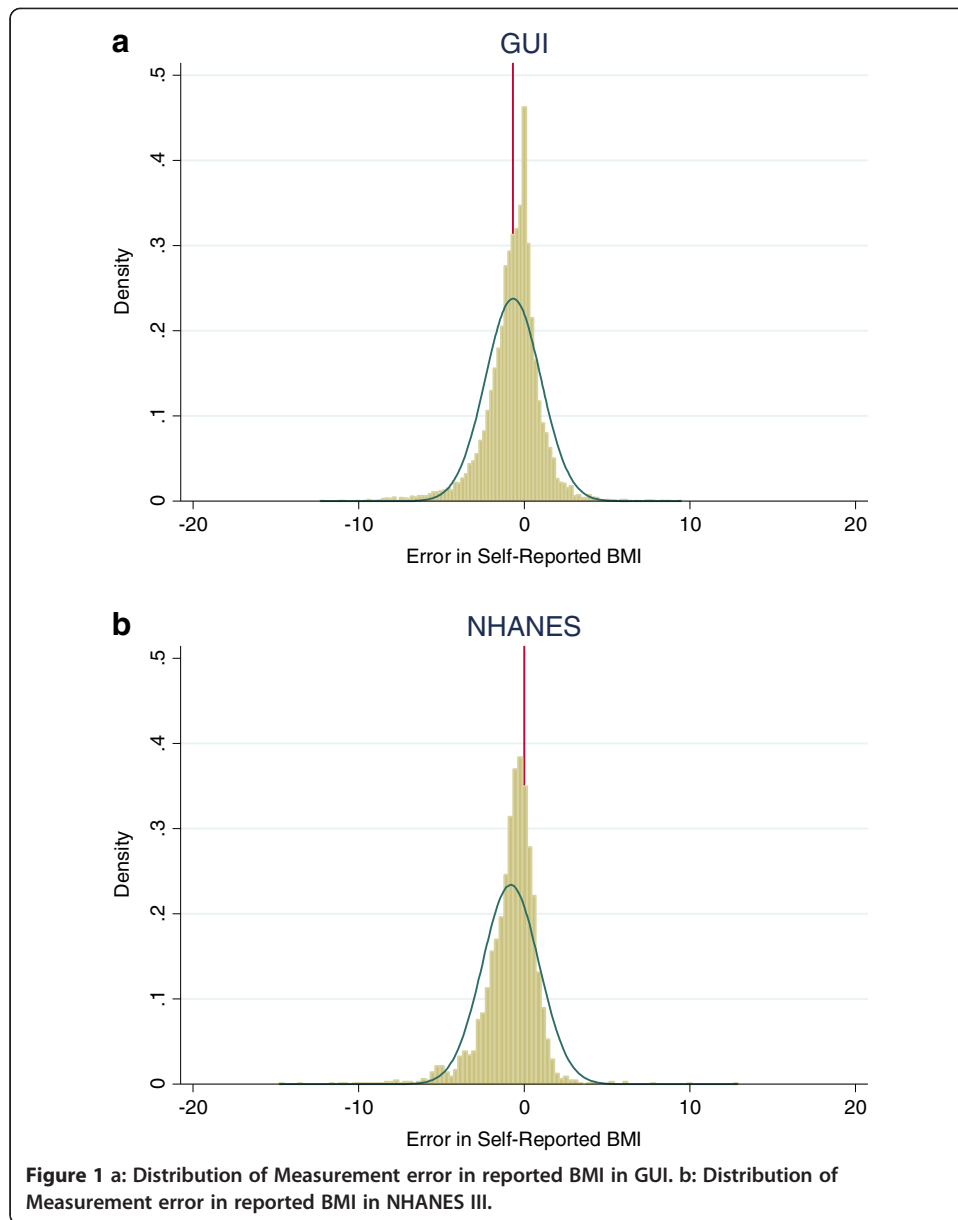 a
GUI
.5
.4
.3
.2
.1
0
Density
-20 -10 0 10 20
Error in Self-Reported BMI
b
NHANES
.5
.4
.3
.2
.1
0
Density
-20 -10 0 10 20
Error in Self-Reported BMI
Figure 1 a: Distribution of Measurement error in reported BMI in GUI. b: Distribution of
Measurement error in reported BMI in NHANES III.